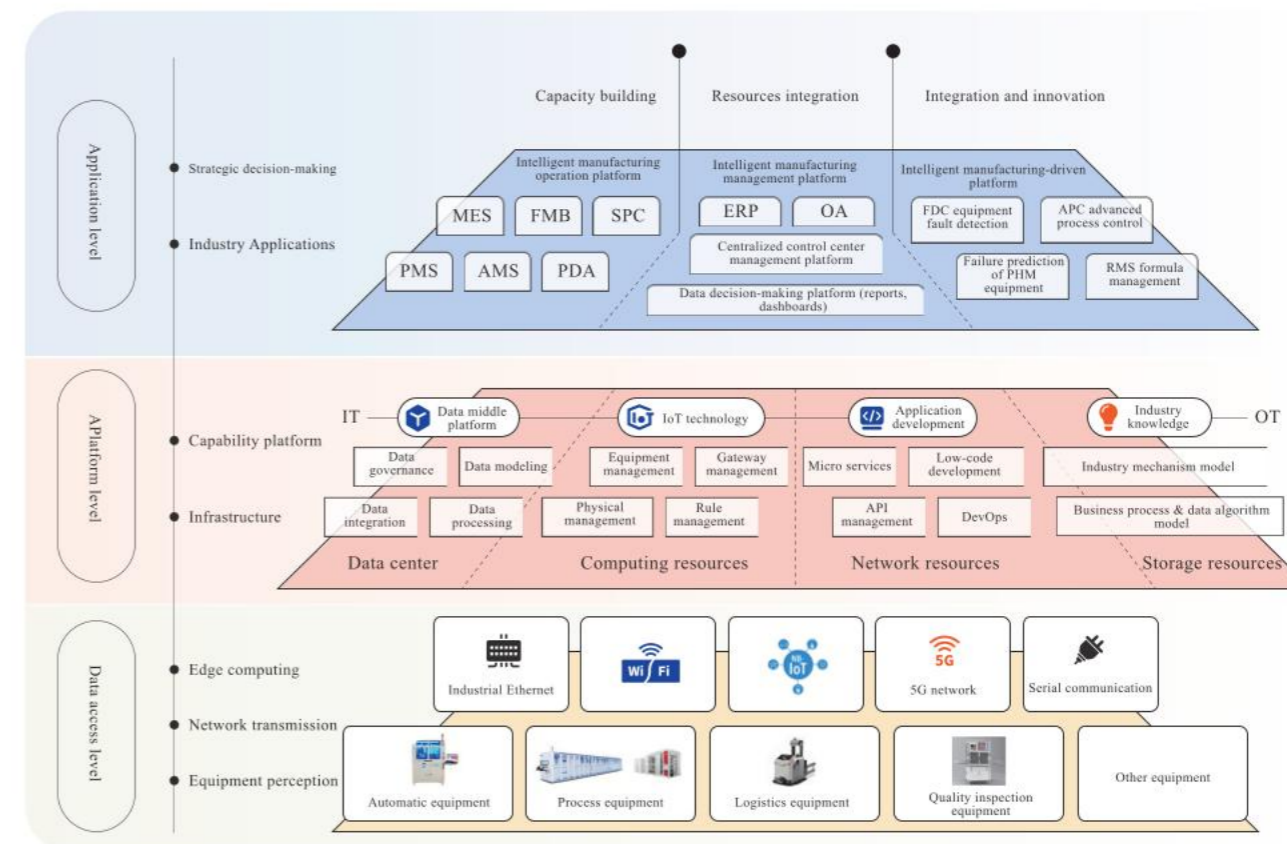 Capacity building
Resources integration
Integration and innovation
Application level
Strategic decision-making
Industry Applications
Intelligent manufacturing
operation platform
MES
FMB
SPC
PMS
AMS
PDA
Intelligent manufacturing
management platform
ERP
OA
Centralized control center
management platform
Data decision-making platform (reports,
dashboards)
Intelligent manufacturing-driven
platform
FDC equipment
fault detection
APC advanced
process control
Failure prediction
of PHM
equipment
RMS formula
management
APlatform level
Capability platform
Infrastructure
IT
Data middle
platform
IoT
IoT technology
</>
Application
development
Industry
knowledge
OT
Data
governance
Data modeling
Equipment
management
Gateway
management
Micro services
Low-code
development
Industry mechanism model
Data
integration
Data
processing
Physical
management
Rule
management
API
management
DevOps
Business process & data algorithm
model
Data center
Computing resources
Network resources
Storage resources
Data access level
Edge computing
Network transmission
Equipment perception
Industrial Ethernet
Wi Fi
NB
IoT
5G
5G network
Serial communication
Automatic equipment
Process equipment
Logistics equipment
Quality inspection
equipment
Other equipment